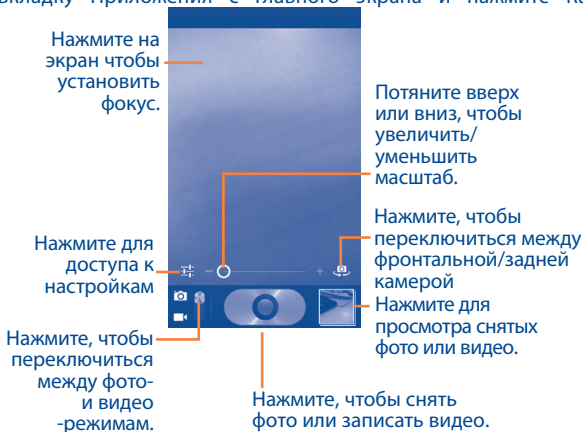 вкладку Приложения с главного экрана и нажмите
Нажмите на
экран чтобы
установить
фокус.
Потяните вверх
или вниз, чтобы
увеличить/
уменьшить
масштаб.
Нажмите, чтобы
переключиться между
фронтальной/задней
камерой
Нажмите для
доступа к
настройкам
Нажмите для
просмотра снятых
фото или видео.
Нажмите, чтобы
переключиться
между фото-
и видео
-режимам.
Нажмите, чтобы снять
фото или записать видео.